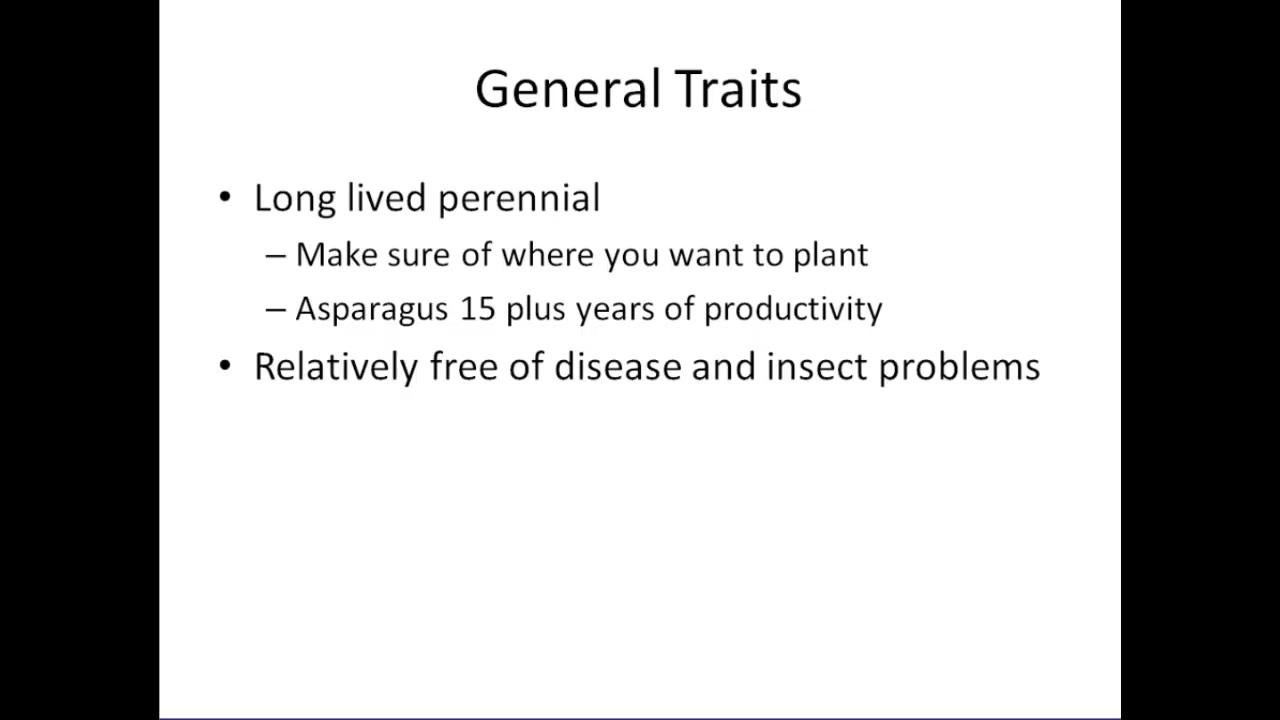 General Traits
• Long lived perennial
– Make sure of where you want to plant
– Asparagus 15 plus years of productivity
• Relatively free of disease and insect problems